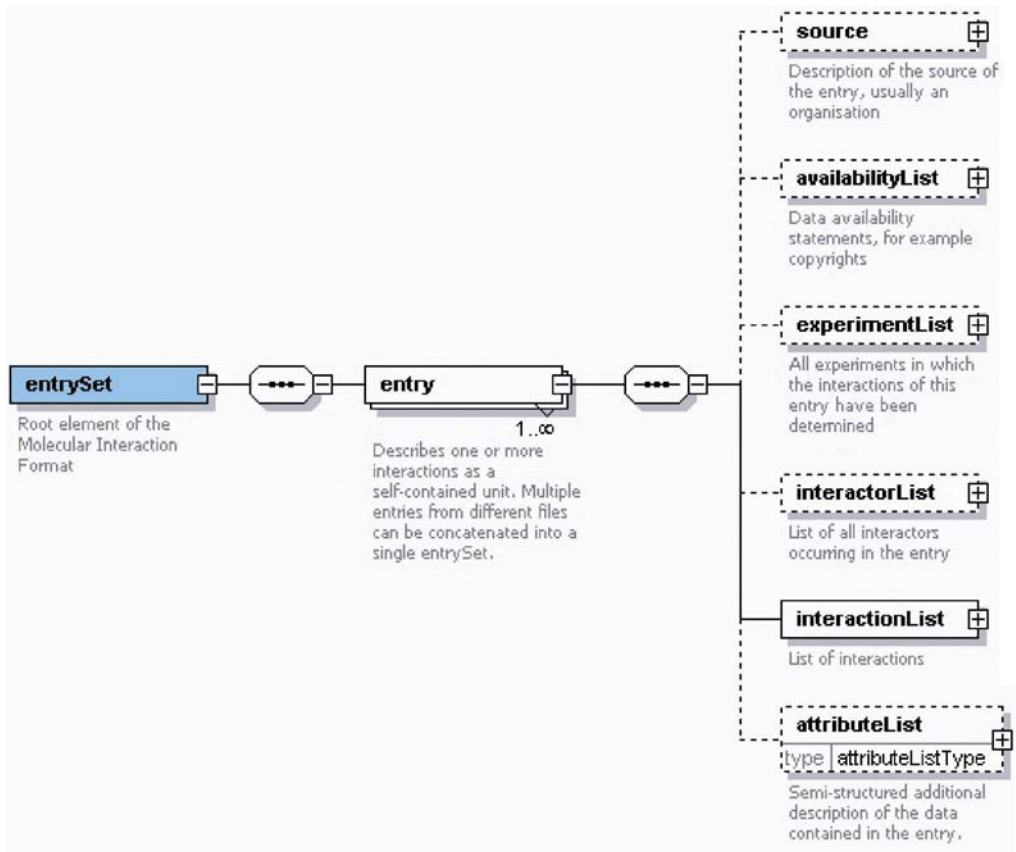 entrySet
Root element of the
Molecular Interaction
Format
entry
1..∞
Describes one or more
interactions as a
self-contained unit. Multiple
entries from different files
can be concatenated into a
single entrySet.
source
Description of the source of
the entry, usually an
organisation
availabilityList
Data availability
statements, for example
copyrights
experimentList
All experiments in which
the interactions of this
entry have been
determined
interactorList
List of all interactors
occurring in the entry
interactionList
List of interactions
attributeList
type attributeListType
Semi-structured additional
description of the data
contained in the entry.